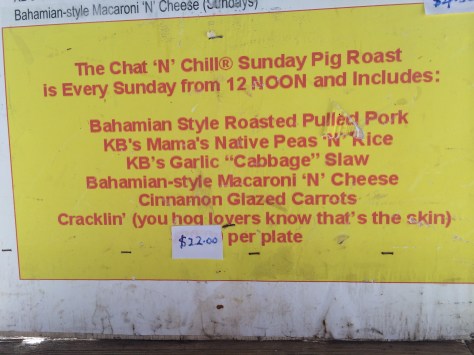 Bahamian-style Macaroni 'N' Cheese (Sundays)
The Chat 'N' Chill® Sunday Pig Roast
is Every Sunday from 12 NOON and Includes:
Bahamian Style Roasted Pulled Pork
KB's Mama's Native Peas 'N' Rice
KB's Garlic “Cabbage” Slaw
Bahamian-style Macaroni 'N' Cheese
Cinnamon Glazed Carrots
Cracklin' (you hog lovers know that's the skin)
$22.00 per plate